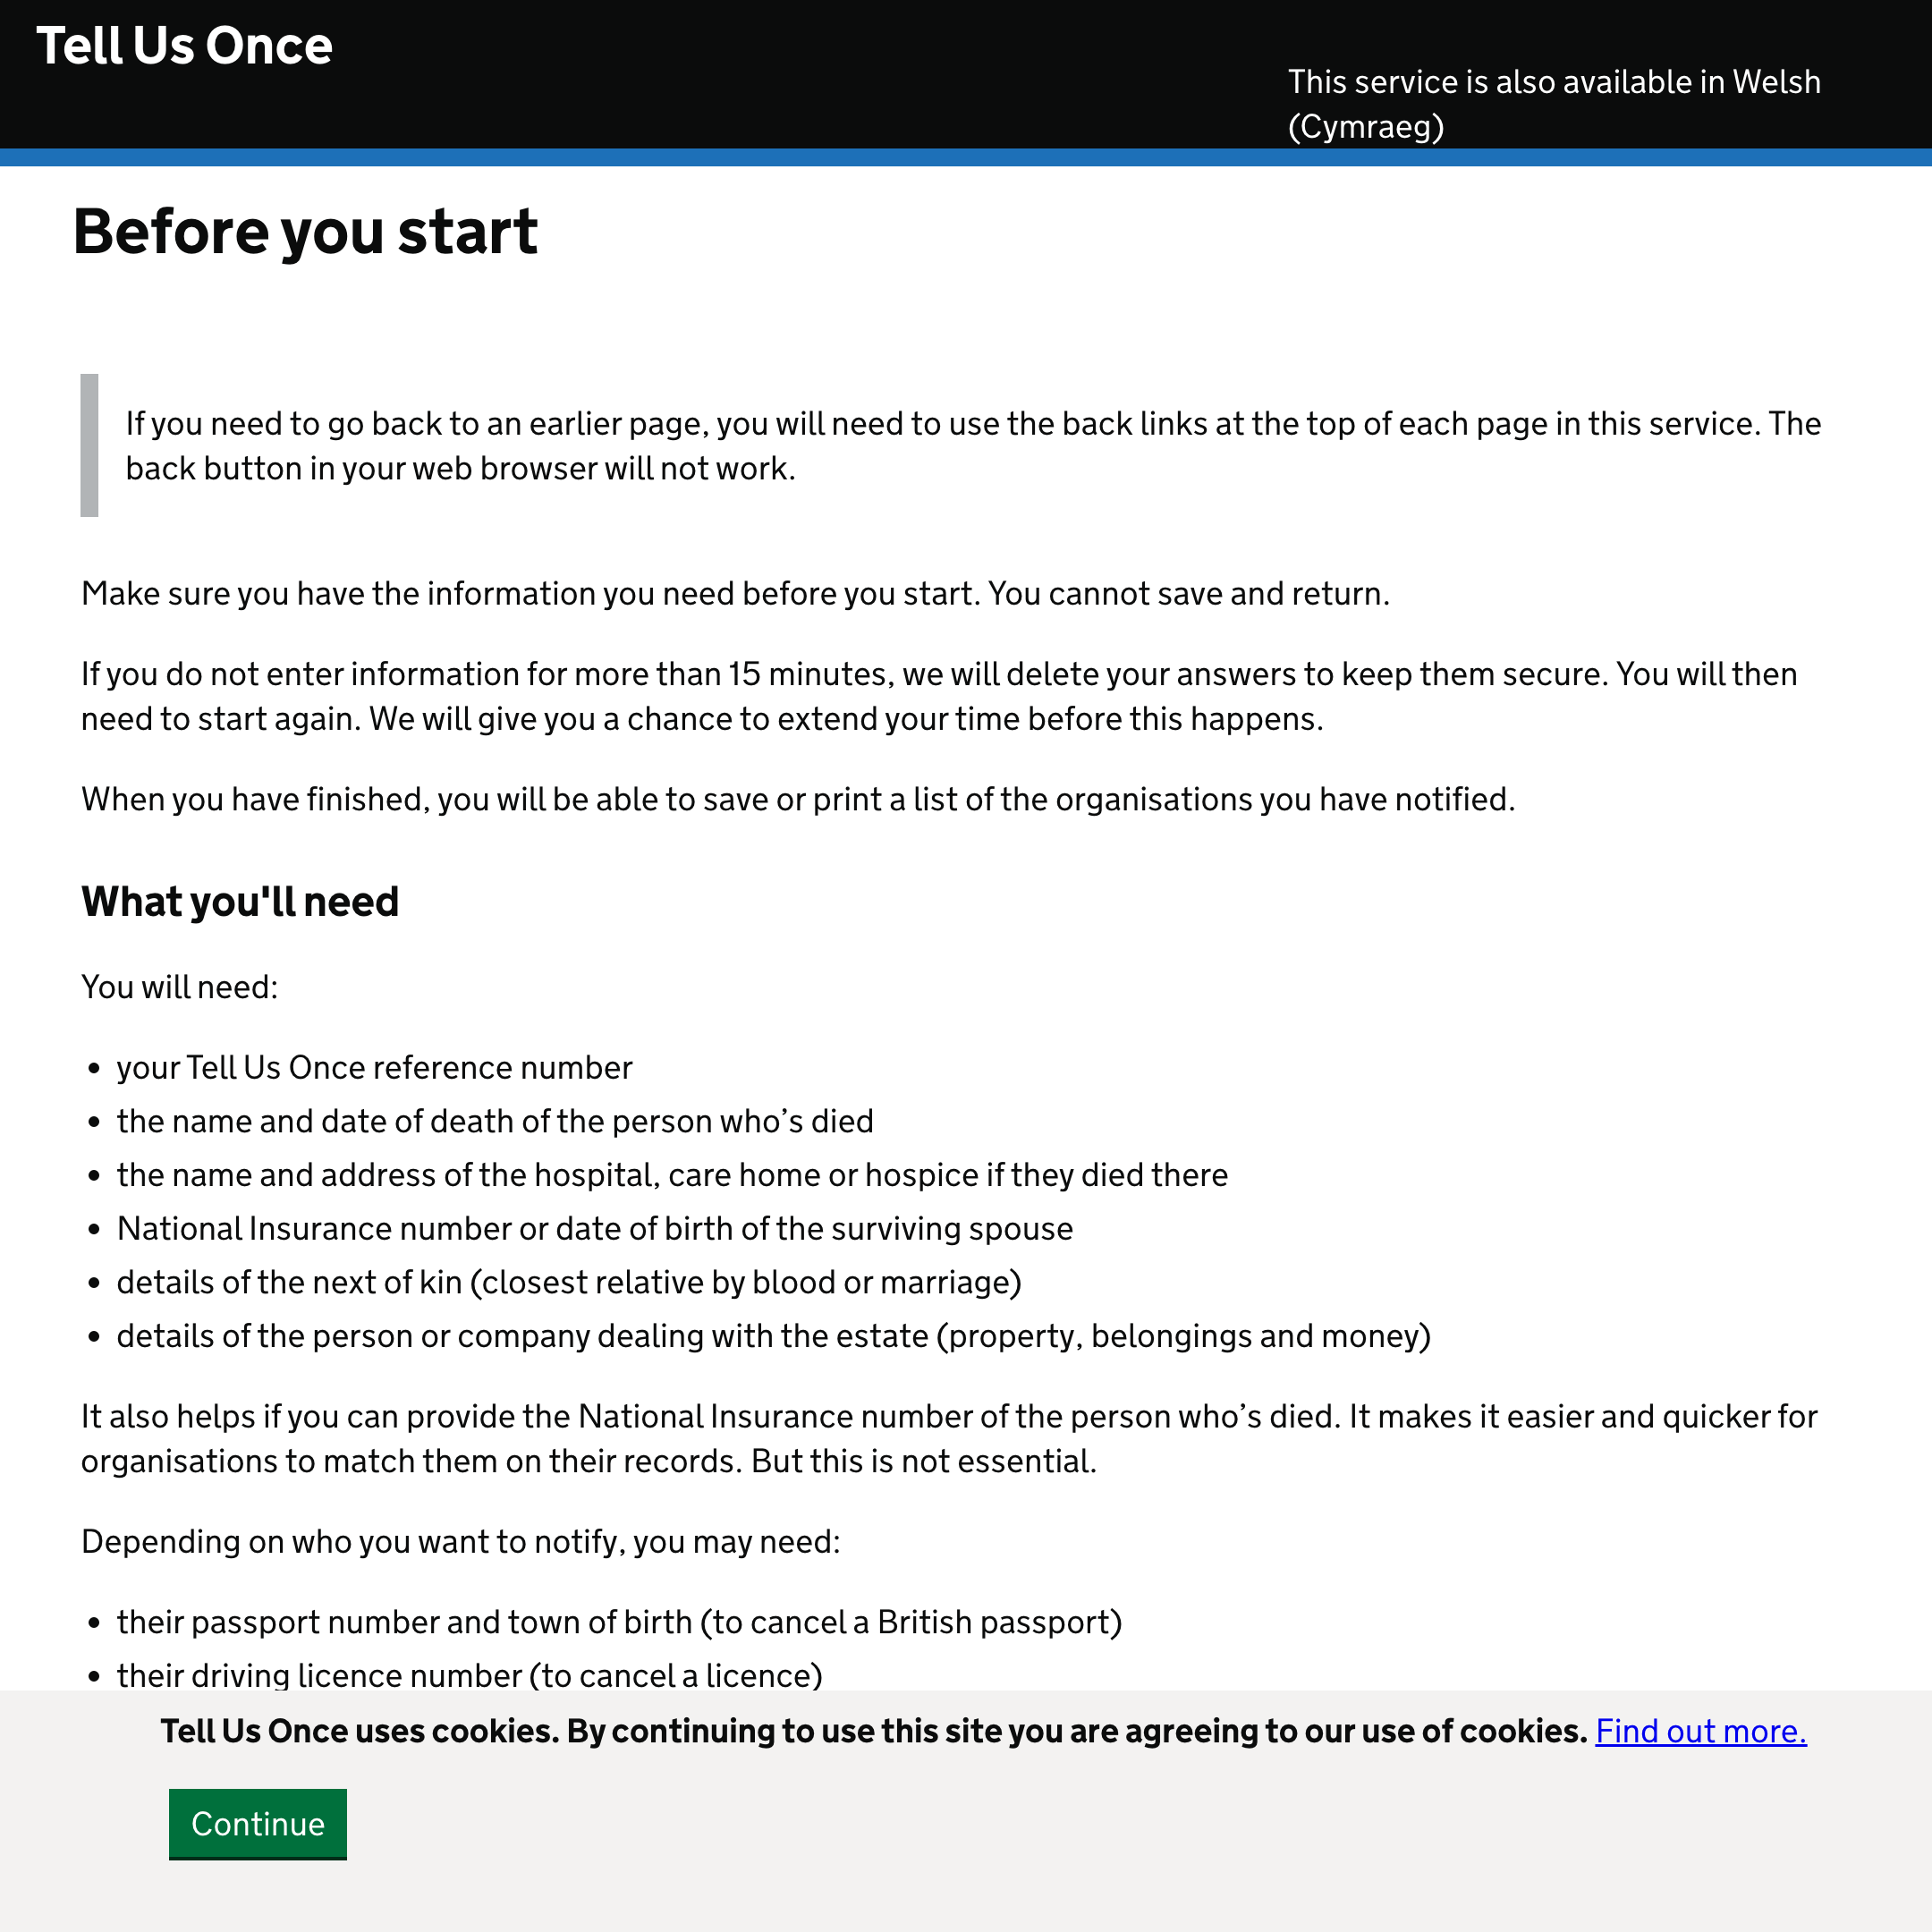 Tell Us Once
This service is also available in Welsh
(Cymraeg)
Before you start
If you need to go back to an earlier page, you will need to use the back links at the top of each page in this service. The
back button in your web browser will not work.
Make sure you have the information you need before you start. You cannot save and return.
If you do not enter information for more than 15 minutes, we will delete your answers to keep them secure. You will then
need to start again. We will give you a chance to extend your time before this happens.
When you have finished, you will be able to save or print a list of the organisations you have notified.
What you'll need
You will need:
• your Tell Us Once reference number
• the name and date of death of the person who’s died
• the name and address of the hospital, care home or hospice if they died there
• National Insurance number or date of birth of the surviving spouse
• details of the next of kin (closest relative by blood or marriage)
• details of the person or company dealing with the estate (property, belongings and money)
It also helps if you can provide the National Insurance number of the person who’s died. It makes it easier and quicker for
organisations to match them on their records. But this is not essential.
Depending on who you want to notify, you may need:
• their passport number and town of birth (to cancel a British passport)
• their driving licence number (to cancel a licence)
Tell Us Once uses cookies. By continuing to use this site you are agreeing to our use of cookies. Find out more.
Continue